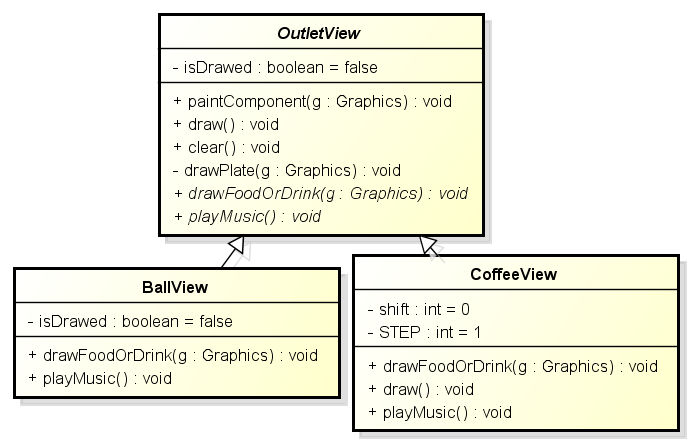 OutletView
- isDrawed : boolean = false
+ paintComponent(g : Graphics) : void
+ draw() : void
+ clear() : void
- drawPlate(g : Graphics) : void
+ drawFoodOrDrink(g : Graphics) : void
+ playMusic() : void
BallView
- isDrawed : boolean = false
+ drawFoodOrDrink(g : Graphics) : void
+ playMusic() : void
CoffeeView
- shift : int = 0
- STEP : int = 1
+ drawFoodOrDrink(g : Graphics) : void
+ draw() : void
+ playMusic() : void